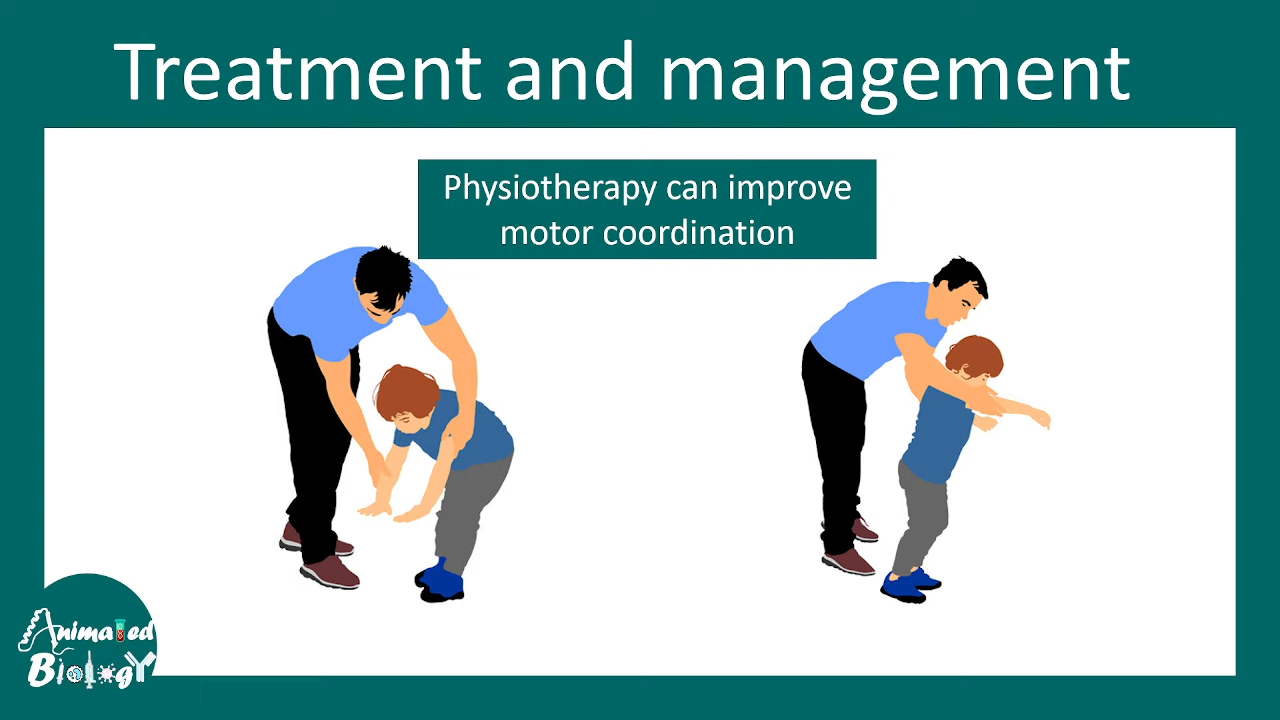 Treatment and management
Physiotherapy can improve
motor coordination
Animated
Biology